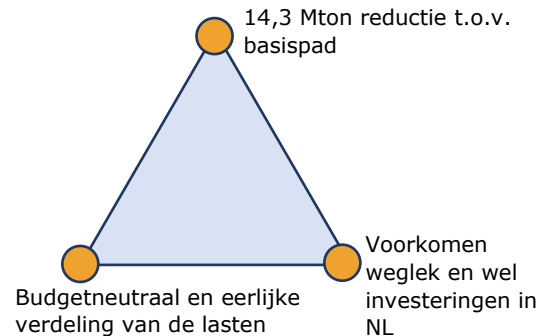 14,3 Mton reductie t.o.v.
basispad
Voorkomen
weglek en wel
investeringen in
NL
Budgetneutraal en eerlijke
verdeling van de lasten